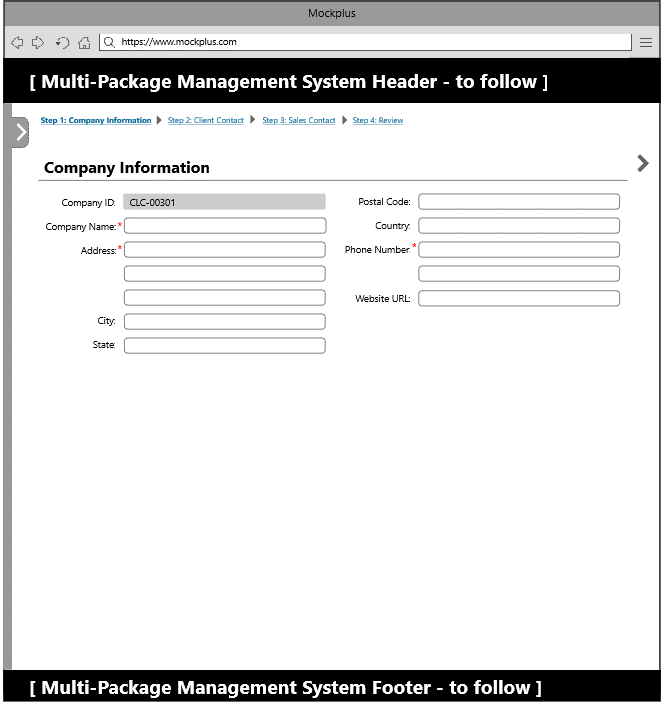 Mockplus
https://www.mockplus.com
[ Multi-Package Management System Header - to follow ]
Step 1: Company Information Step 2: Client Contact Step 3: Sales Contact Step 4: Review
Company Information
Company ID: CLC-00301
Company Name:*
Address:*
City:
State:
Postal Code:
Country:
Phone Number:*
Website URL:
[ Multi-Package Management System Footer - to follow ]